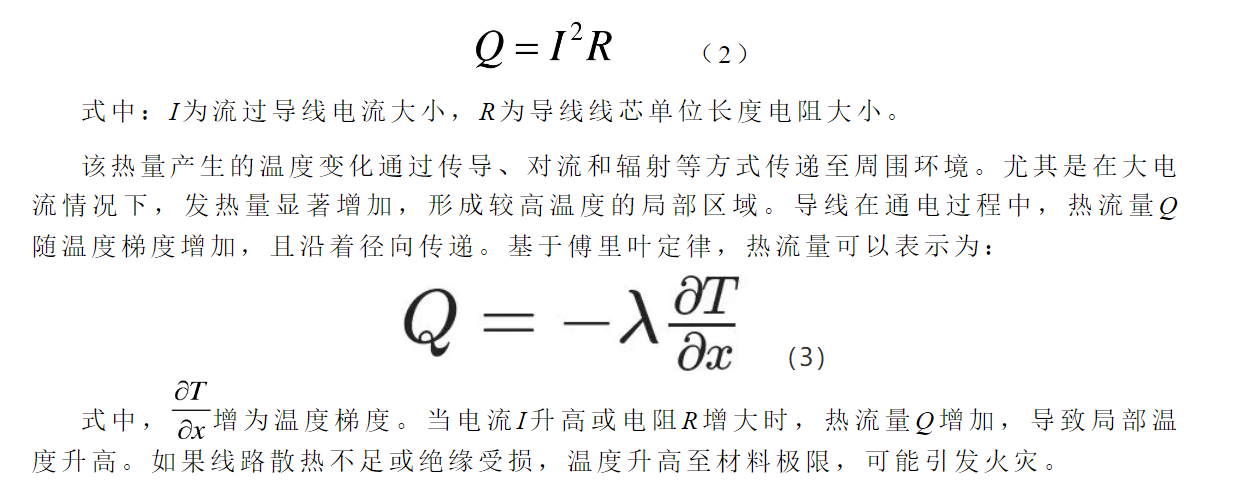 Q = I²R （2）
式中：I为流过导线电流大小，R为导线线芯单位长度电阻大小。
该热量产生的温度变化通过传导、对流和辐射等方式传递至周围环境。尤其是在大电
流情况下，发热量显著增加，形成较高温度的局部区域。导线在通电过程中，热流量Q
随温度梯度增加，且沿着径向传递。基于傅里叶定律，热流量可以表示为：
Q = −λ ∂T/∂x (3)
式中，∂T/∂x增为温度梯度。当电流I升高或电阻R增大时，热流量Q增加，导致局部温
度升高。如果线路散热不足或绝缘受损，温度升高至材料极限，可能引发火灾。